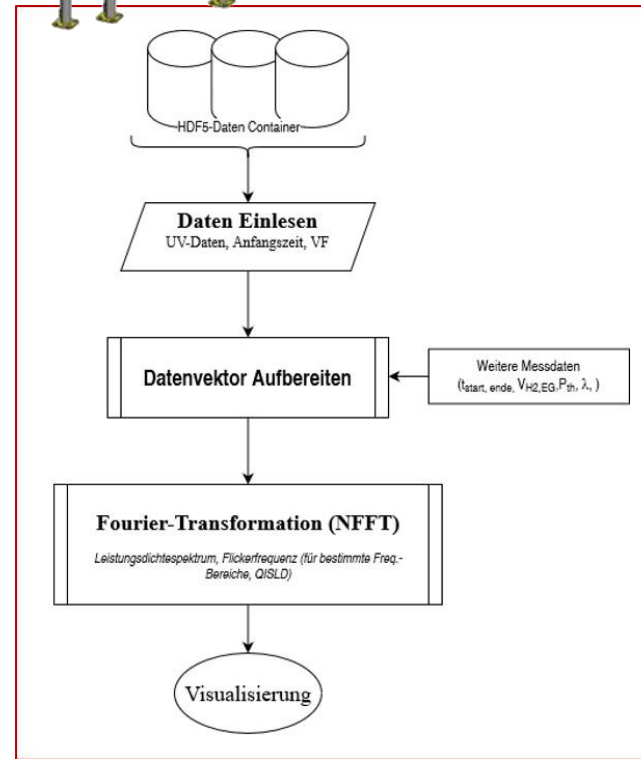 HDF5-Daten Container
Daten Einlesen
UV-Daten, Anfangszeit, VF
Datenvektor Aufbereiten
Weitere Messdaten
(tstart, ende, VH2,EG,Pth, λ, )
Fourier-Transformation (NFFT)
Leistungsdichtespektrum, Flickerfrequenz (für bestimmte Freq.-
Bereiche, QISLD)
Visualisierung